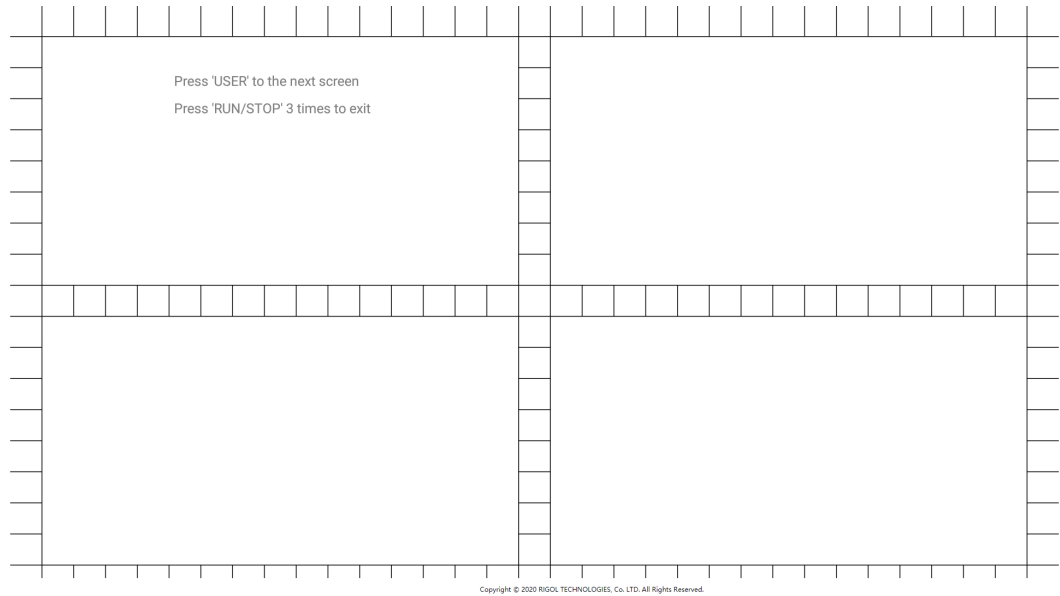 Press 'USER' to the next screen
Press 'RUN/STOP' 3 times to exit
Copyright © 2020 RIGOL TECHNOLOGIES, Co. LTD. All Rights Reserved.